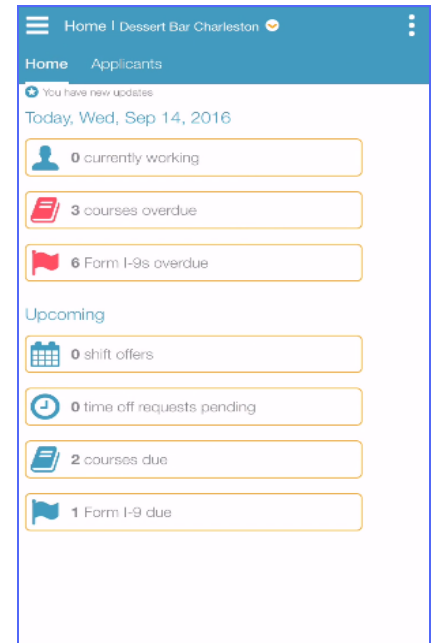 Home | Dessert Bar Charleston
Home Applicants
You have new updates
Today, Wed, Sep 14, 2016
0 currently working
3 courses overdue
6 Form I-9s overdue
Upcoming
0 shift offers
0 time off requests pending
2 courses due
1 Form I-9 due